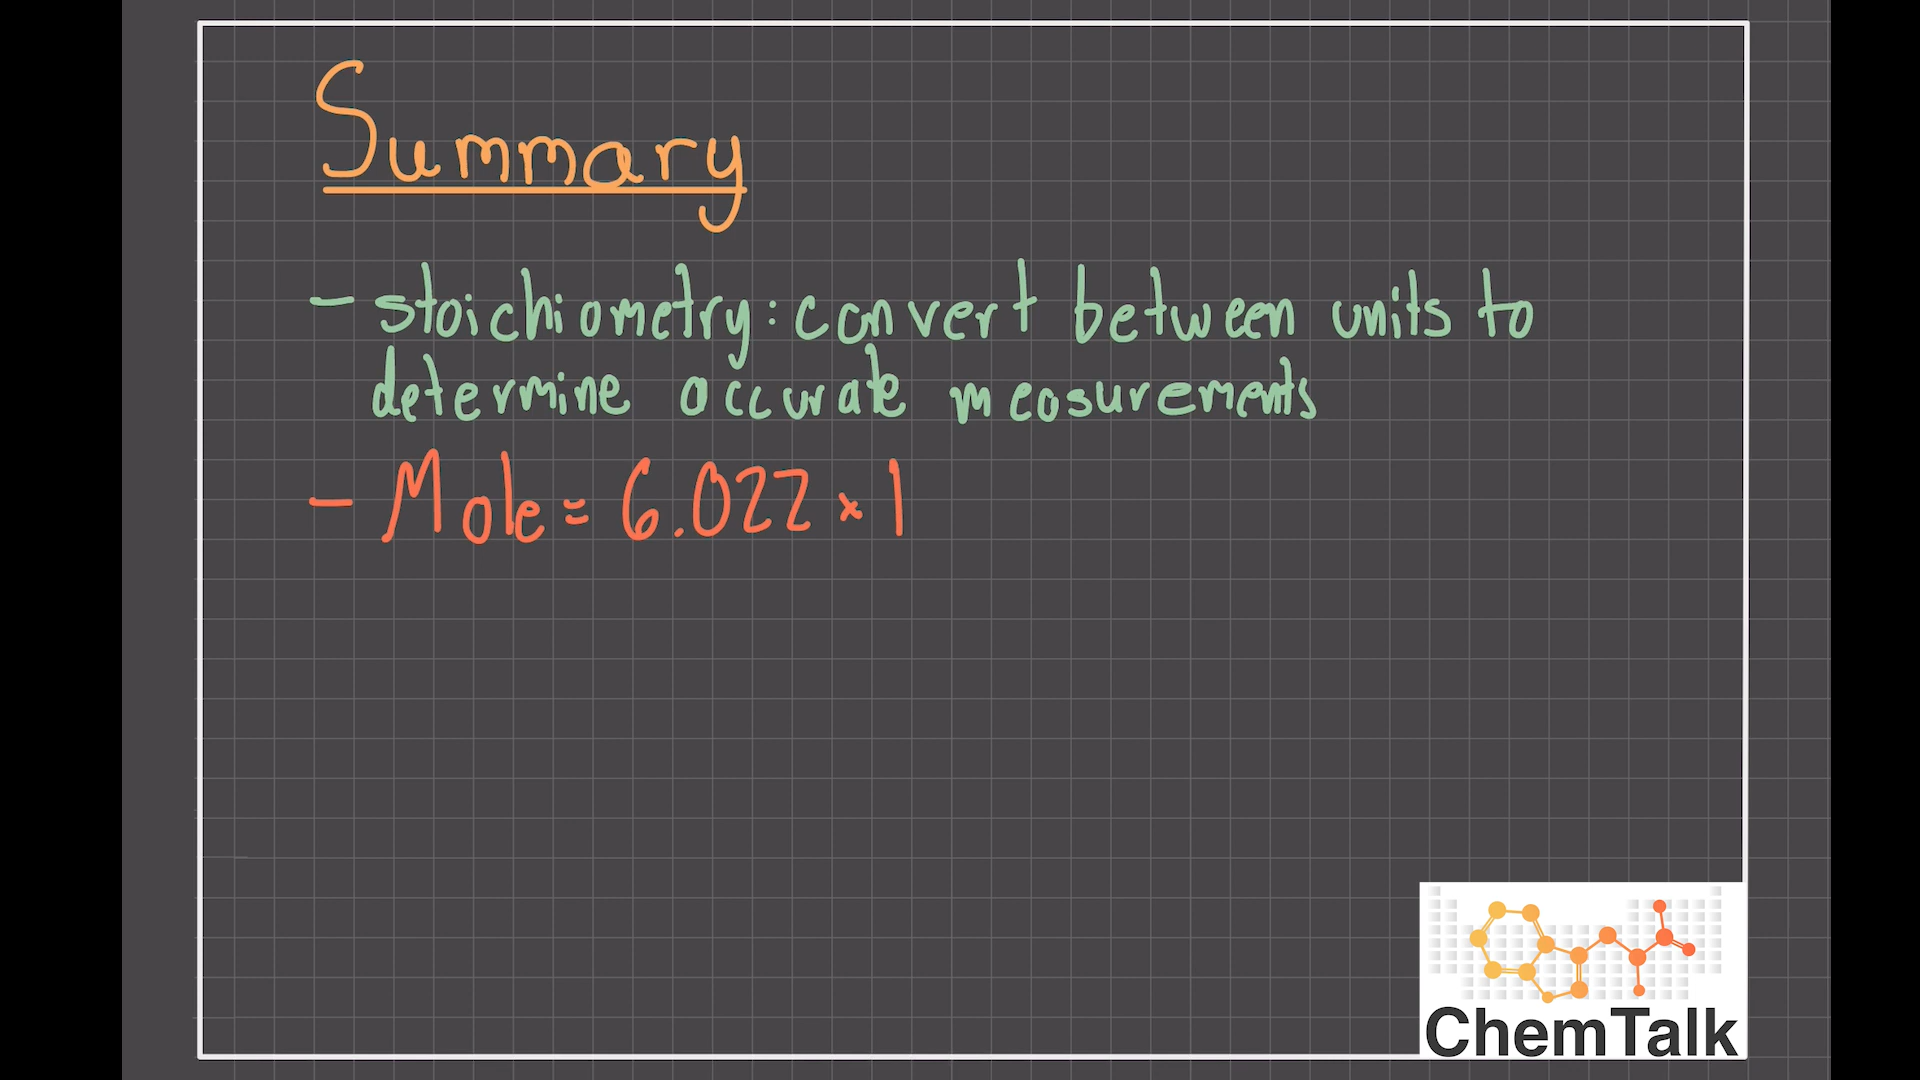 Summary
- stoichiometry: convert between units to
determine accurate measurements
- Mole = 6.022 × 1
ChemTalk